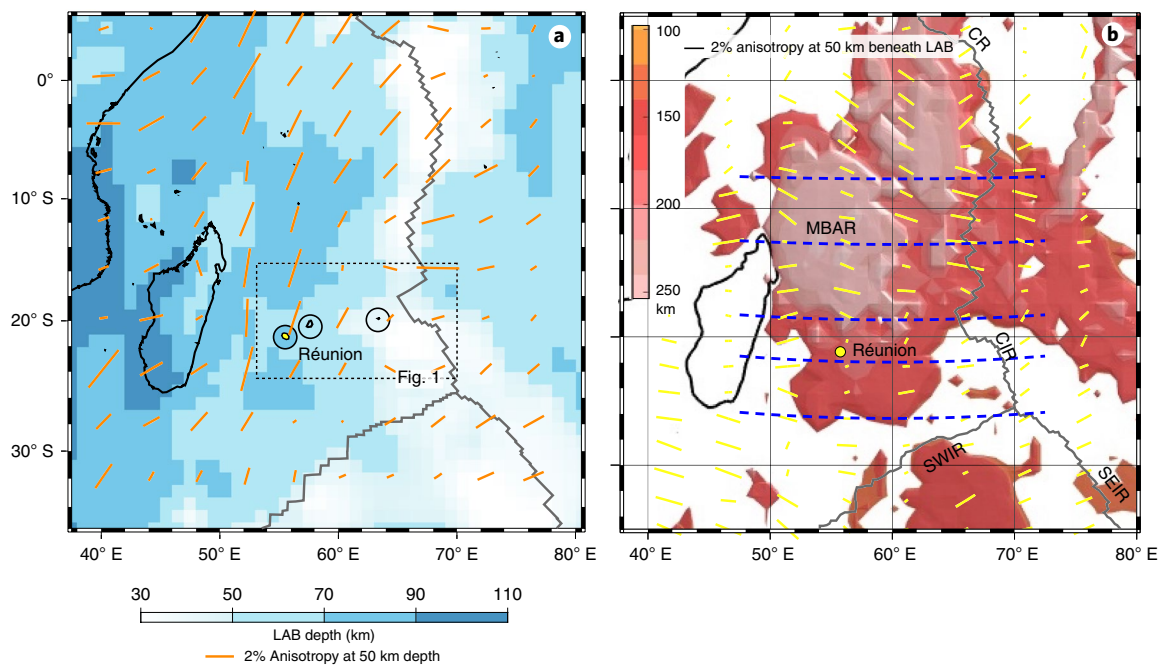 a
0°
10° S
20° S
30° S
Réunion
Fig. 1
40° E
50° E
60° E
70° E
80° E
30
50
70
90
110
LAB depth (km)
2% Anisotropy at 50 km depth
b
100
150
200
250
km
2% anisotropy at 50 km beneath LAB
CR
MBAR
Réunion
CIR
SWIR
SEIR
40° E
50° E
60° E
70° E
80° E